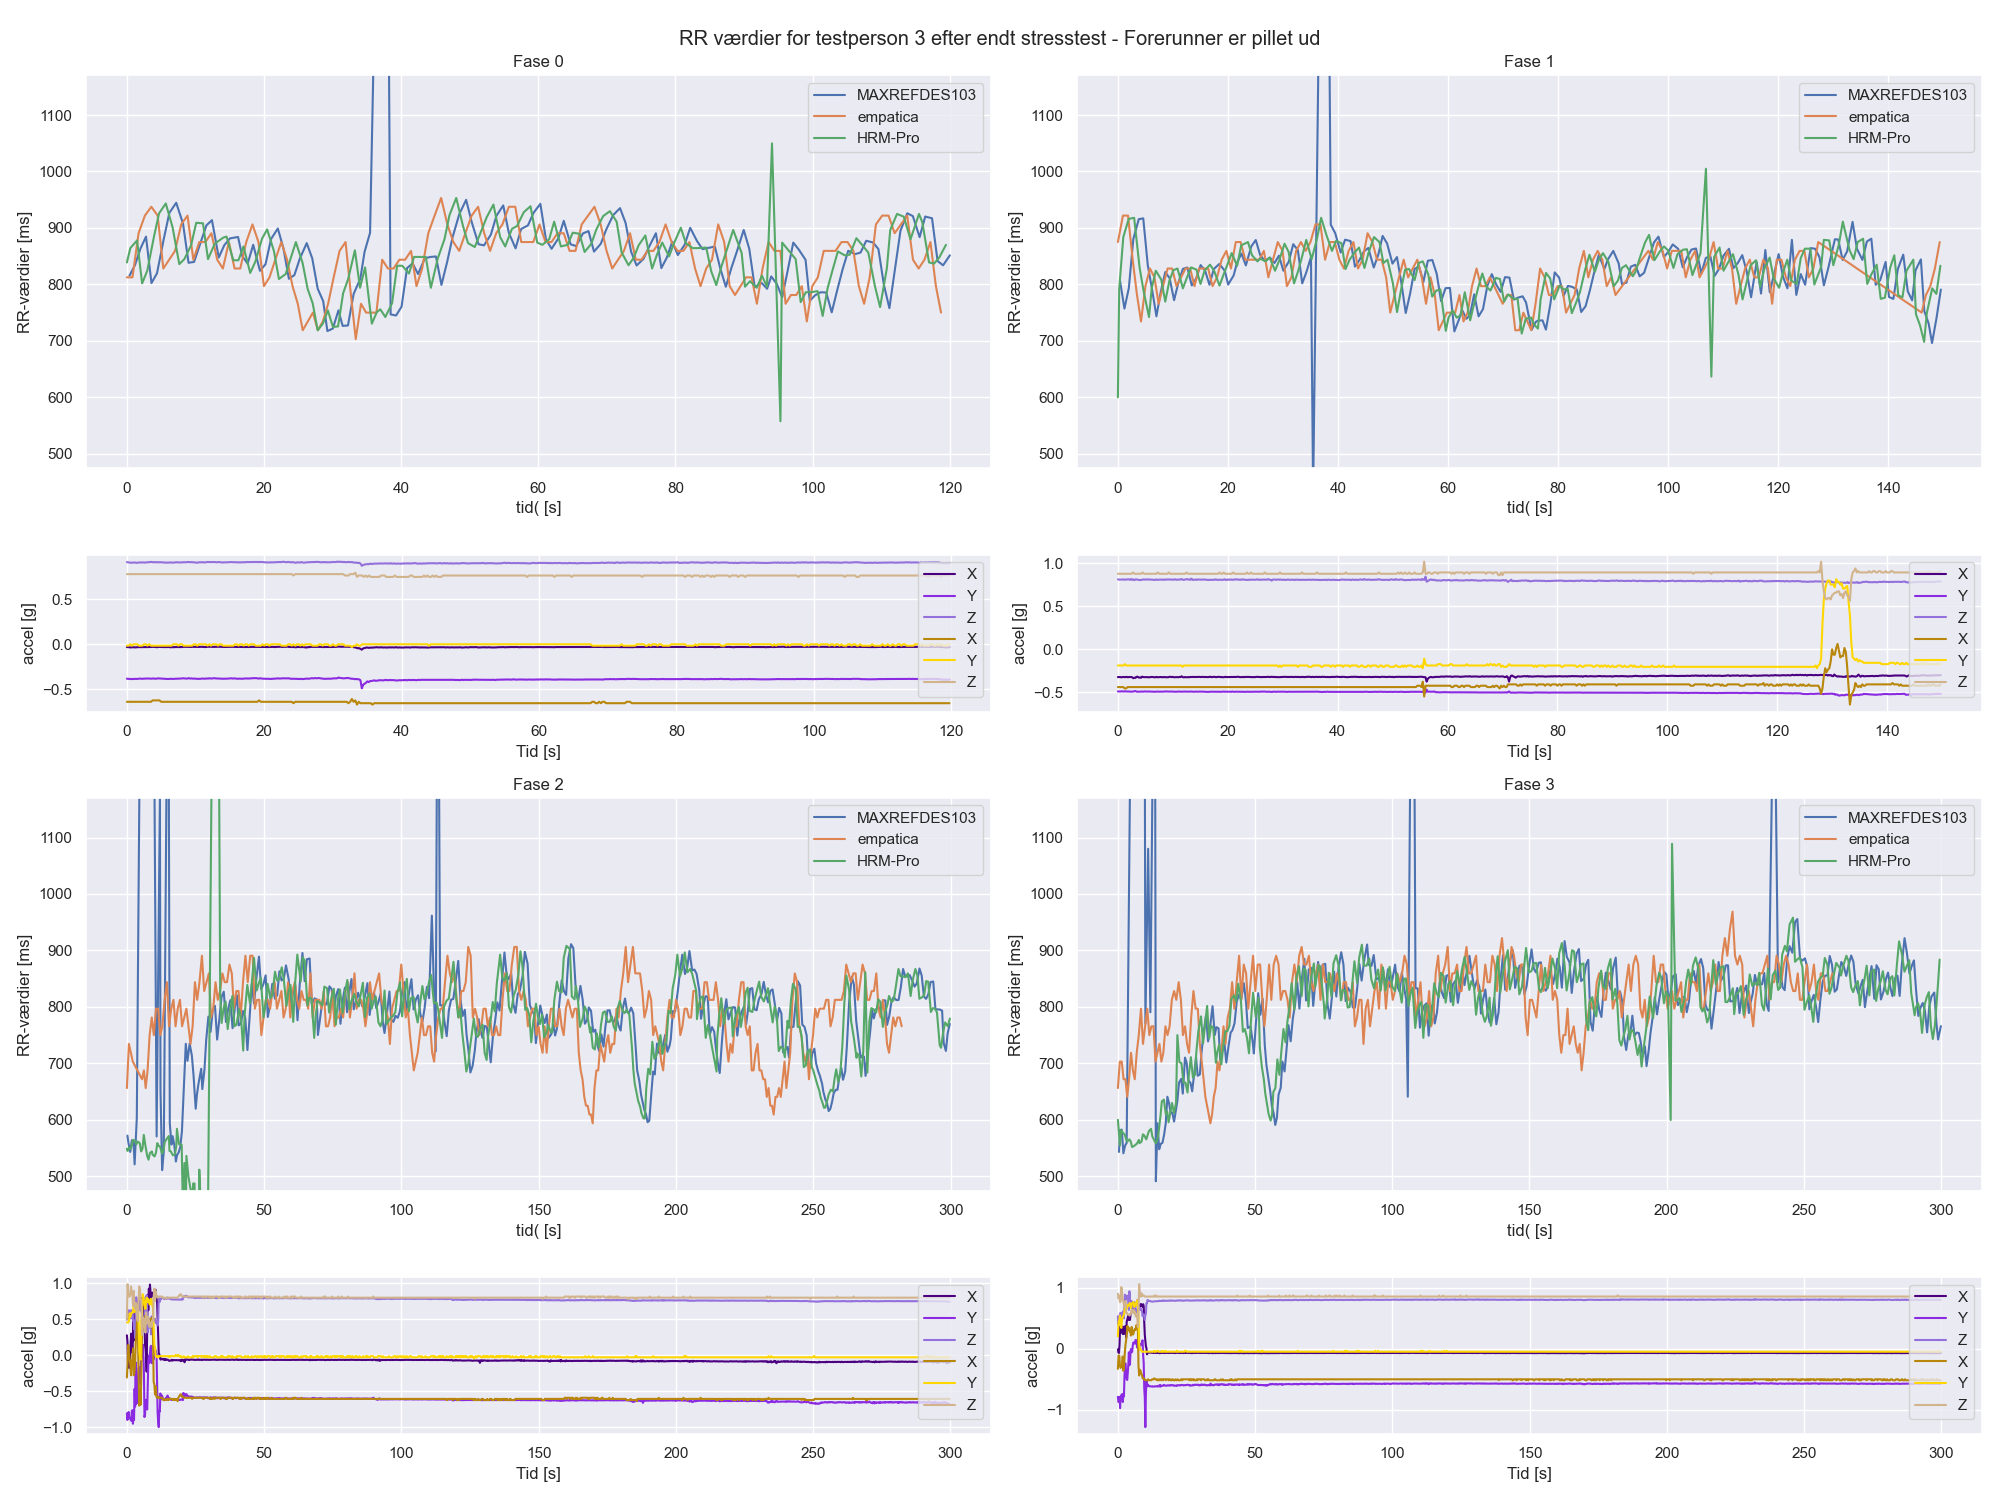 RR værdier for testperson 3 efter endt stresstest - Forerunner er pillet ud
Fase 0
RR-værdier [ms]
1100
1000
900
800
700
600
500
MAXREFDES103
empatica
HRM-Pro
0 20 40 60 80 100 120
tid( [s]
Fase 1
RR-værdier [ms]
1100
1000
900
800
700
600
500
MAXREFDES103
empatica
HRM-Pro
0 20 40 60 80 100 120 140
tid( [s]
accel [g]
0.5
0.0
−0.5
X
Y
Z
X
Y
Z
0 20 40 60 80 100 120
Tid [s]
accel [g]
1.0
0.5
0.0
−0.5
X
Y
Z
X
Y
Z
0 20 40 60 80 100 120 140
Tid [s]
Fase 2
RR-værdier [ms]
1100
1000
900
800
700
600
500
MAXREFDES103
empatica
HRM-Pro
0 50 100 150 200 250 300
tid( [s]
Fase 3
RR-værdier [ms]
1100
1000
900
800
700
600
500
MAXREFDES103
empatica
HRM-Pro
0 50 100 150 200 250 300
tid( [s]
accel [g]
1.0
0.5
0.0
−0.5
−1.0
X
Y
Z
X
Y
Z
0 50 100 150 200 250 300
Tid [s]
accel [g]
1
0
−1
X
Y
Z
X
Y
Z
0 50 100 150 200 250 300
Tid [s]